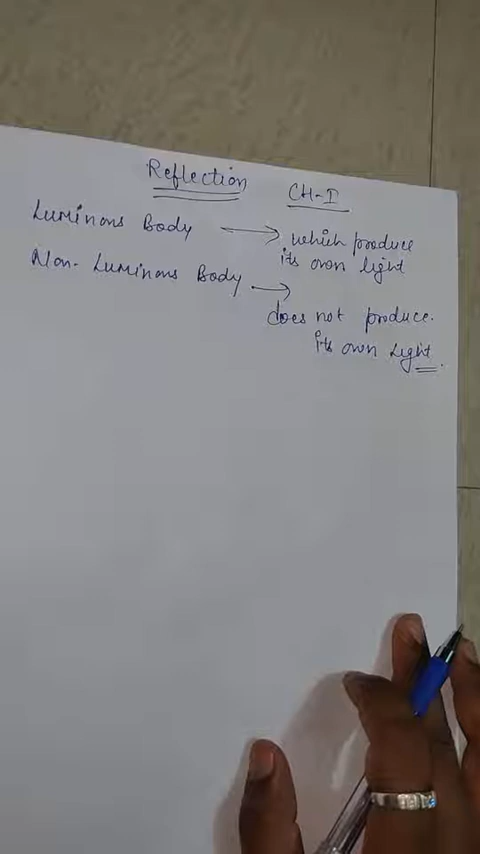 Reflection CH-I
Luminous Body → which produce
its own light
Non-Luminous Body →
does not produce.
its own light.